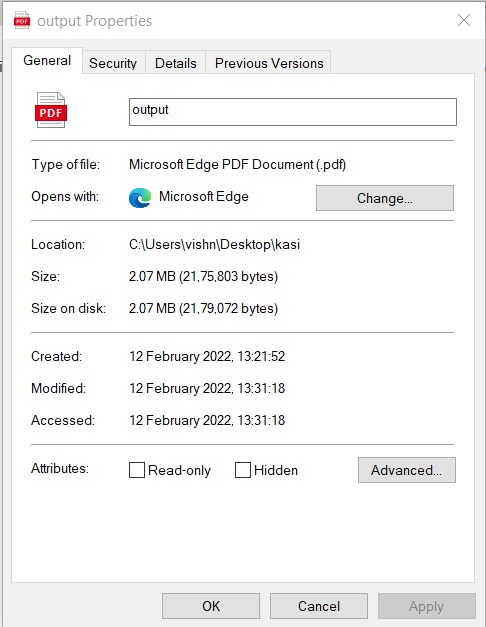 output Properties
General Security Details Previous Versions
PDF
output
Type of file: Microsoft Edge PDF Document (.pdf)
Opens with: Microsoft Edge Change...
Location: C:\Users\vishn\Desktop\kasi
Size: 2.07 MB (21,75,803 bytes)
Size on disk: 2.07 MB (21,79,072 bytes)
Created: 12 February 2022, 13:21:52
Modified: 12 February 2022, 13:31:18
Accessed: 12 February 2022, 13:31:18
Attributes: Read-only Hidden Advanced...
OK Cancel Apply